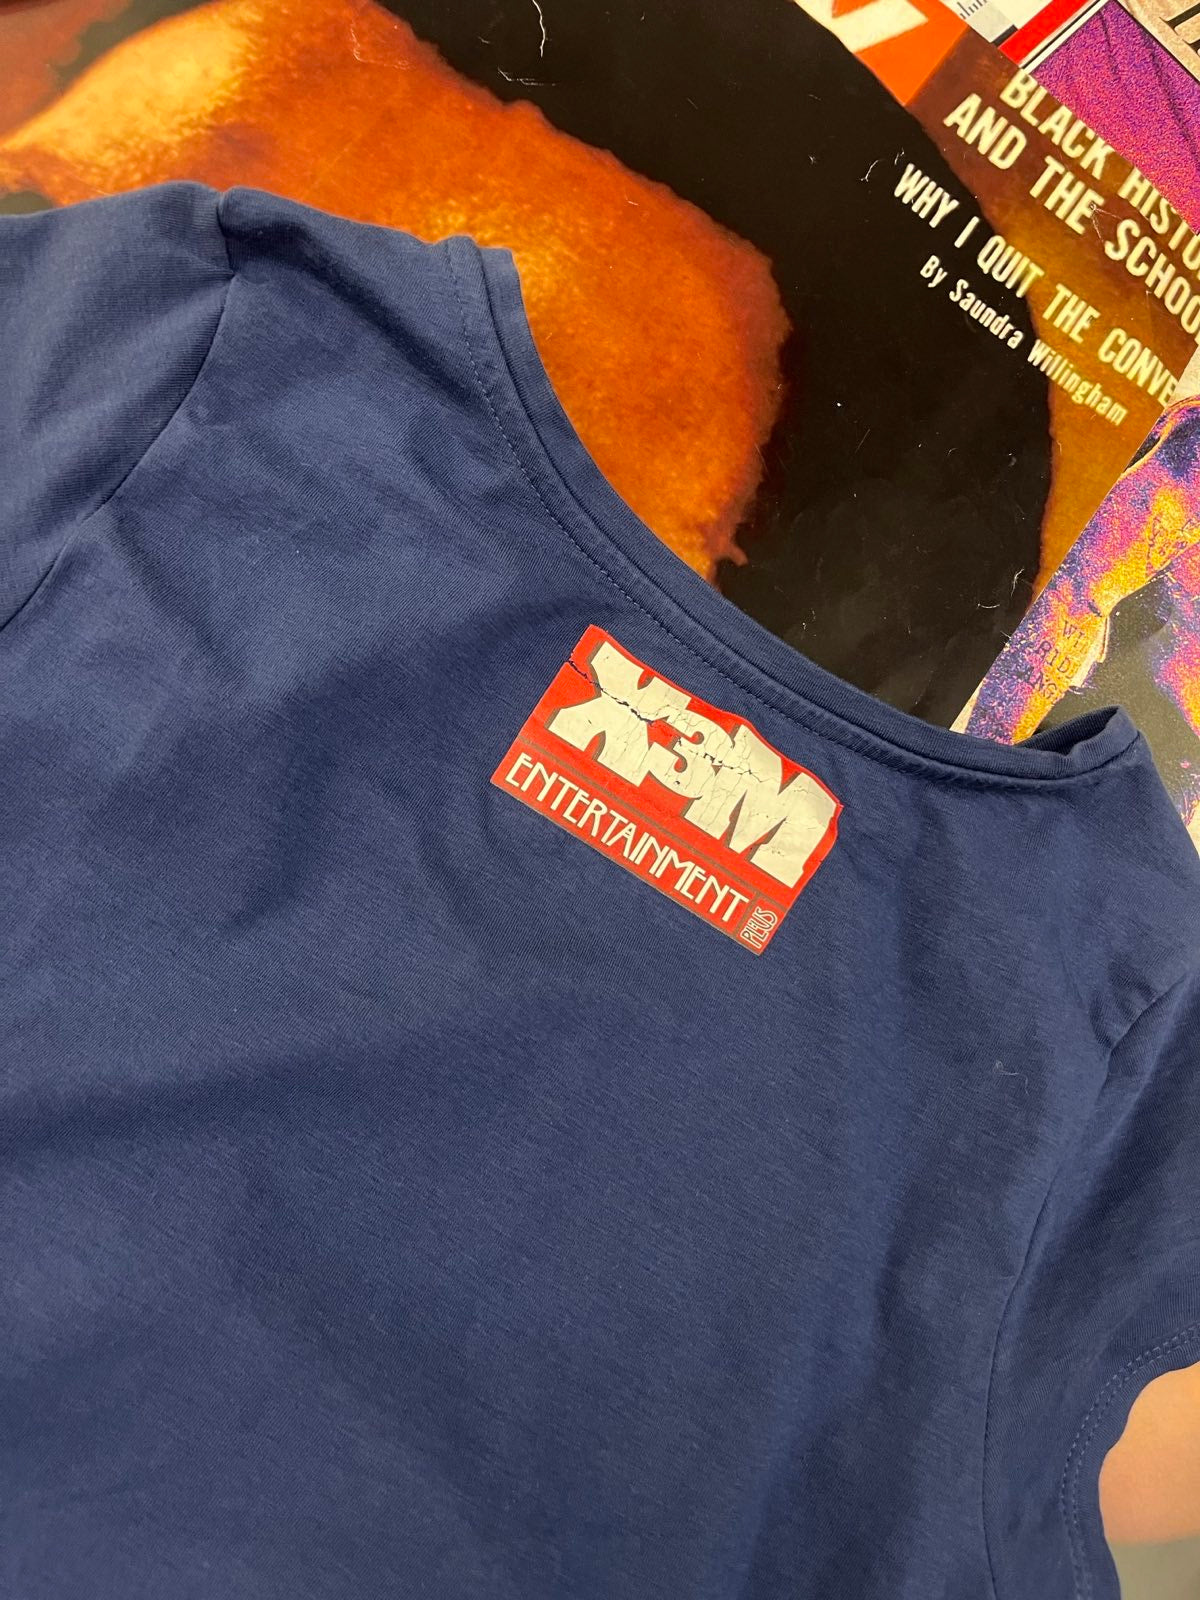 BLACK HISTO
AND THE SCHOO
WHY I QUIT THE CONVE
By Saundra Willingham
X3M
ENTERTAINMENT
PLUS